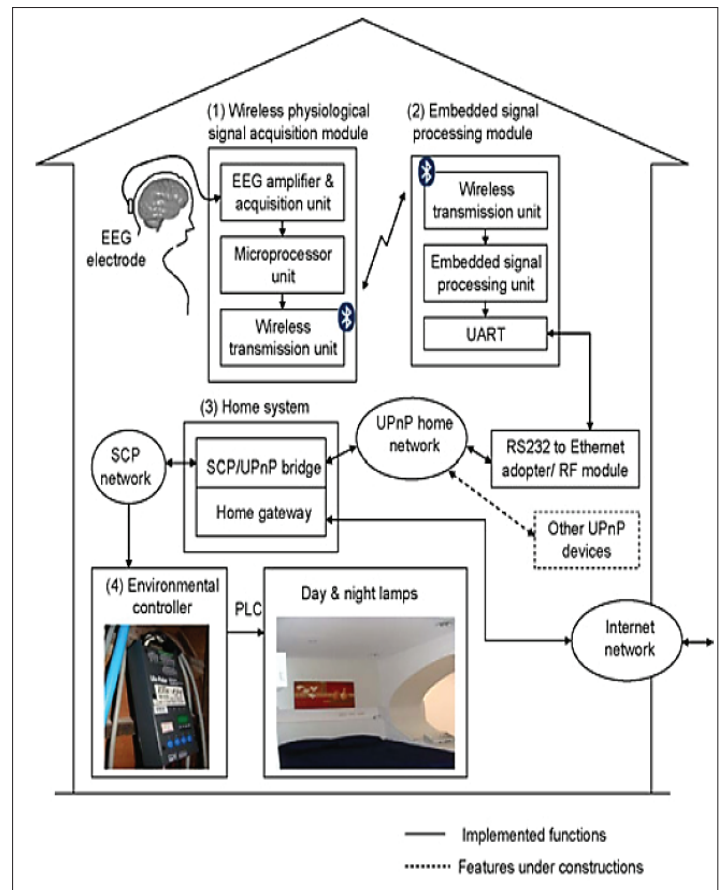 (1) Wireless physiological
signal acquisition module
(2) Embedded signal
processing module
EEG amplifier &
acquisition unit
Wireless
transmission unit
EEG
electrode
Microprocessor
unit
Embedded signal
processing unit
Wireless
transmission unit
UART
(3) Home system
UPnP home
network
SCP
network
SCP/UPnP bridge
RS232 to Ethernet
adopter/ RF module
Home gateway
Other UPnP
devices
(4) Environmental
controller
PLC
Day & night lamps
Internet
network
Implemented functions
Features under constructions